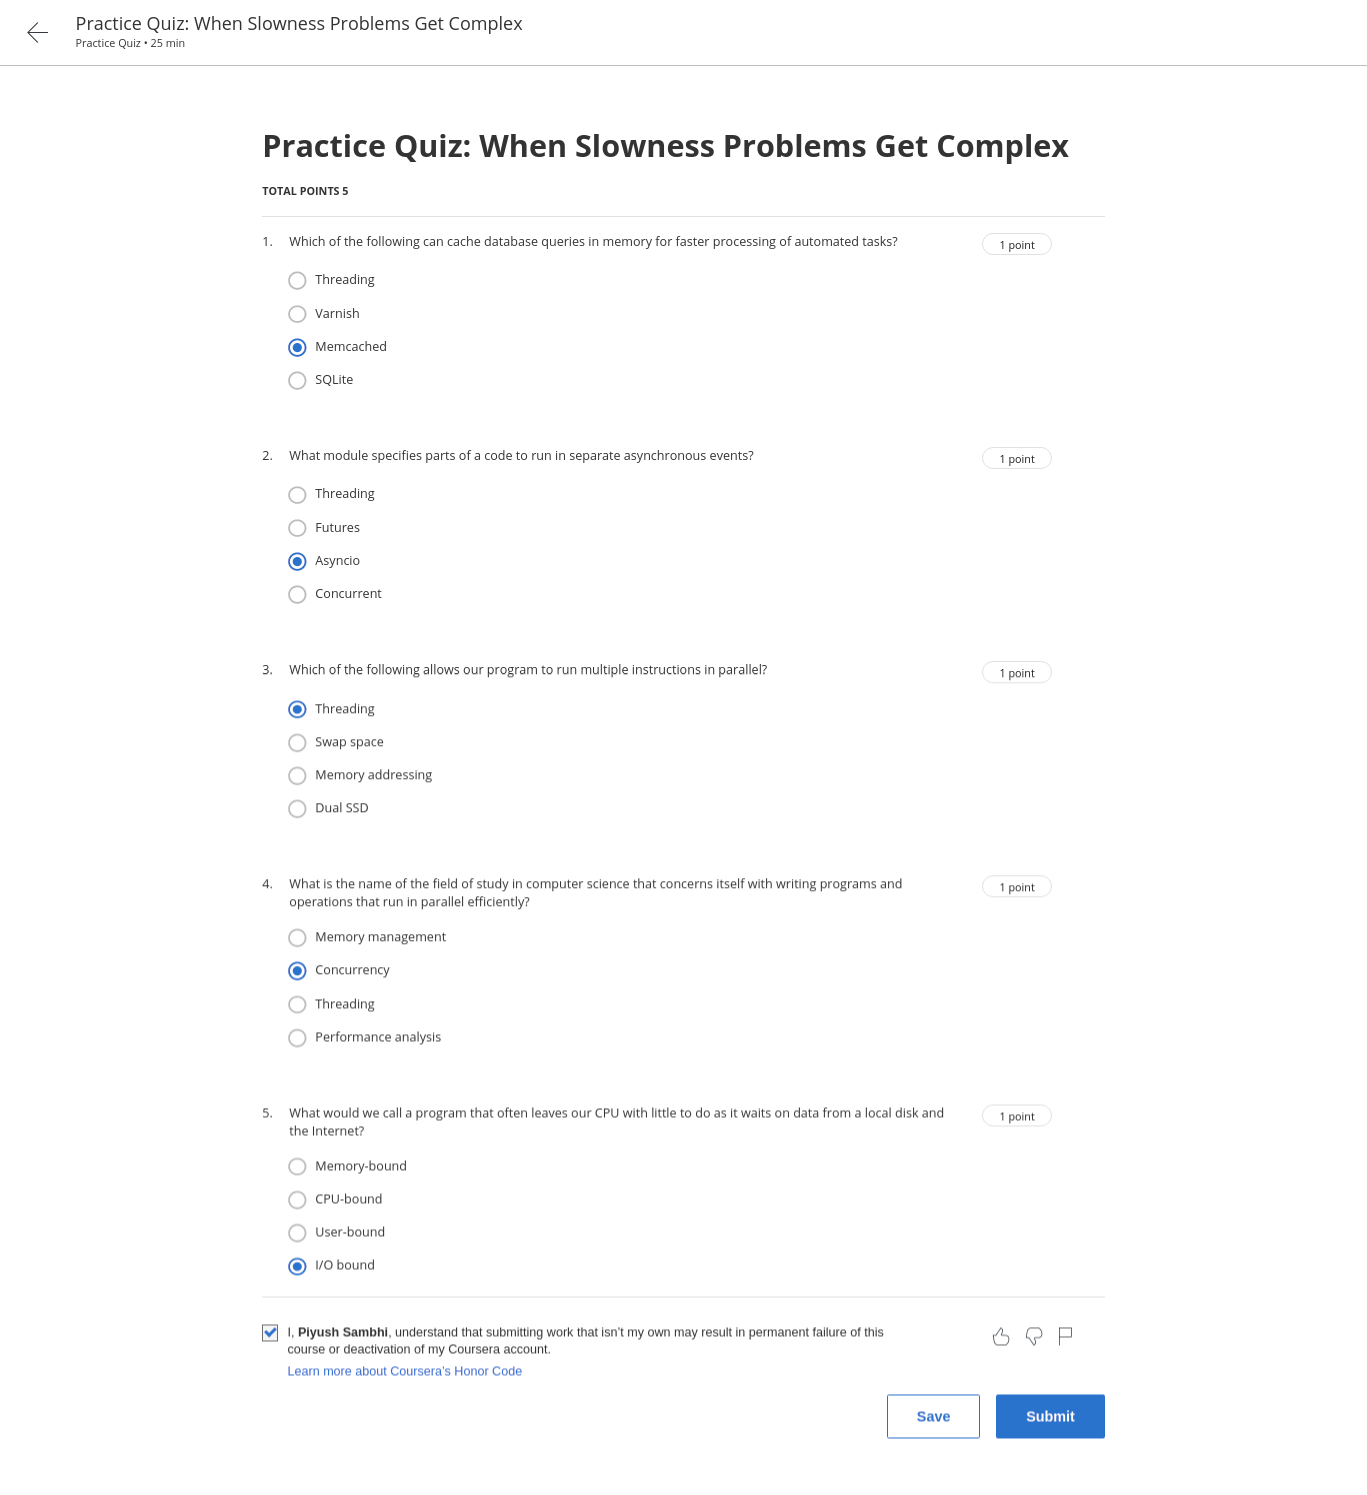 Practice Quiz: When Slowness Problems Get Complex
Practice Quiz • 25 min
Practice Quiz: When Slowness Problems Get Complex
TOTAL POINTS 5
1. Which of the following can cache database queries in memory for faster processing of automated tasks? 1 point
Threading
Varnish
Memcached
SQLite
2. What module specifies parts of a code to run in separate asynchronous events? 1 point
Threading
Futures
Asyncio
Concurrent
3. Which of the following allows our program to run multiple instructions in parallel? 1 point
Threading
Swap space
Memory addressing
Dual SSD
4. What is the name of the field of study in computer science that concerns itself with writing programs and 1 point
operations that run in parallel efficiently?
Memory management
Concurrency
Threading
Performance analysis
5. What would we call a program that often leaves our CPU with little to do as it waits on data from a local disk and 1 point
the Internet?
Memory-bound
CPU-bound
User-bound
I/O bound
I, Piyush Sambhi, understand that submitting work that isn’t my own may result in permanent failure of this
course or deactivation of my Coursera account.
Learn more about Coursera’s Honor Code
Save Submit